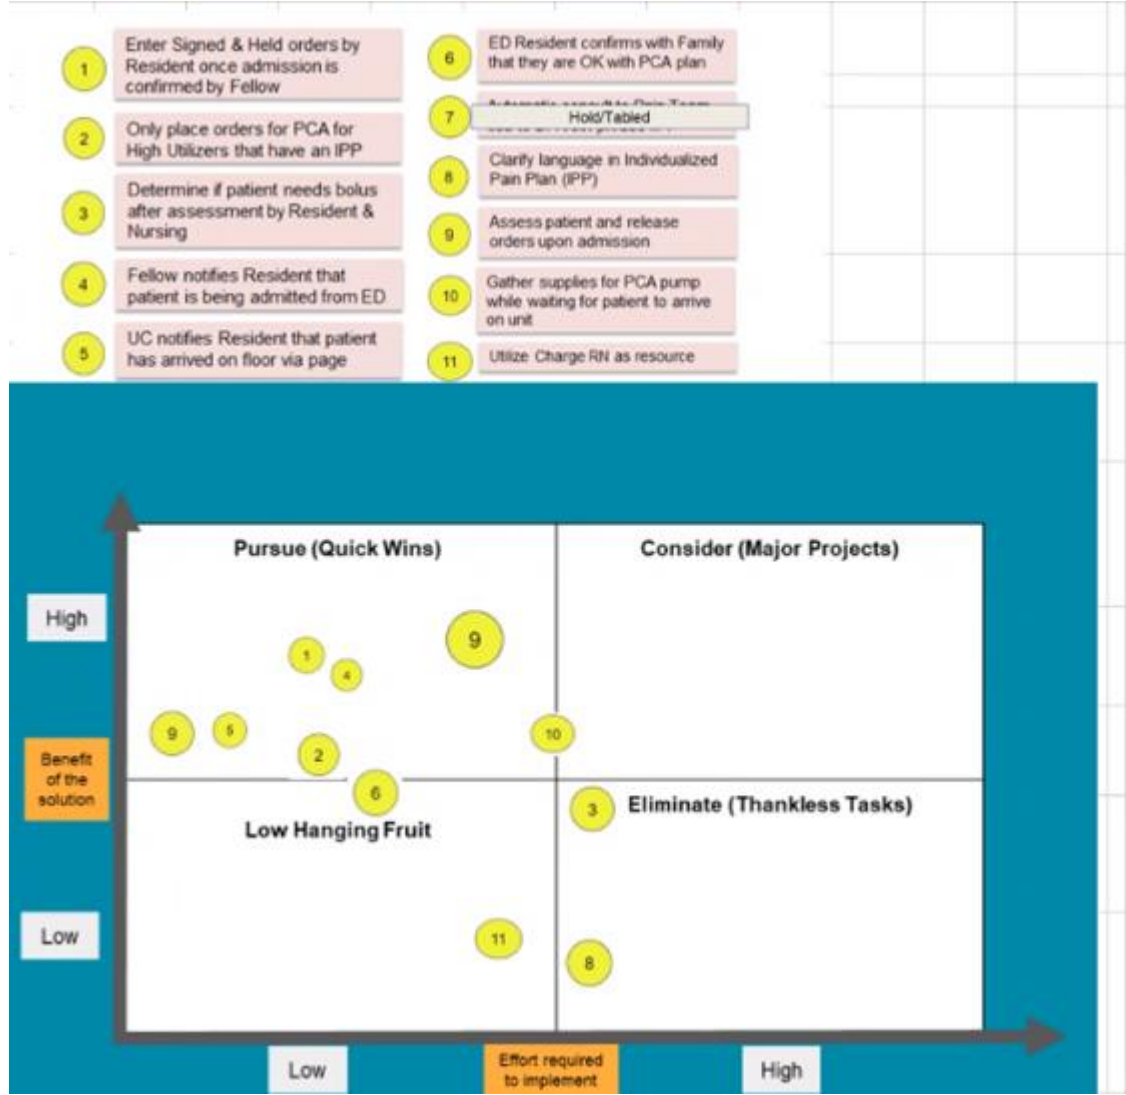 1
Enter Signed & Held orders by
Resident once admission is
confirmed by Fellow
2
Only place orders for PCA for
High Utilizers that have an IPP
3
Determine if patient needs bolus
after assessment by Resident &
Nursing
4
Fellow notifies Resident that
patient is being admitted from ED
5
UC notifies Resident that patient
has arrived on floor via page
6
ED Resident confirms with Family
that they are OK with PCA plan
7
Hold/Tabled
8
Clarify language in Individualized
Pain Plan (IPP)
9
Assess patient and release
orders upon admission
10
Gather supplies for PCA pump
while waiting for patient to arrive
on unit
11
Utilize Charge RN as resource
Pursue (Quick Wins)
Consider (Major Projects)
High
9
1
4
9
5
2
10
Benefit
of the
solution
6
3
Eliminate (Thankless Tasks)
Low Hanging Fruit
Low
11
8
Low
Effort required
to implement
High